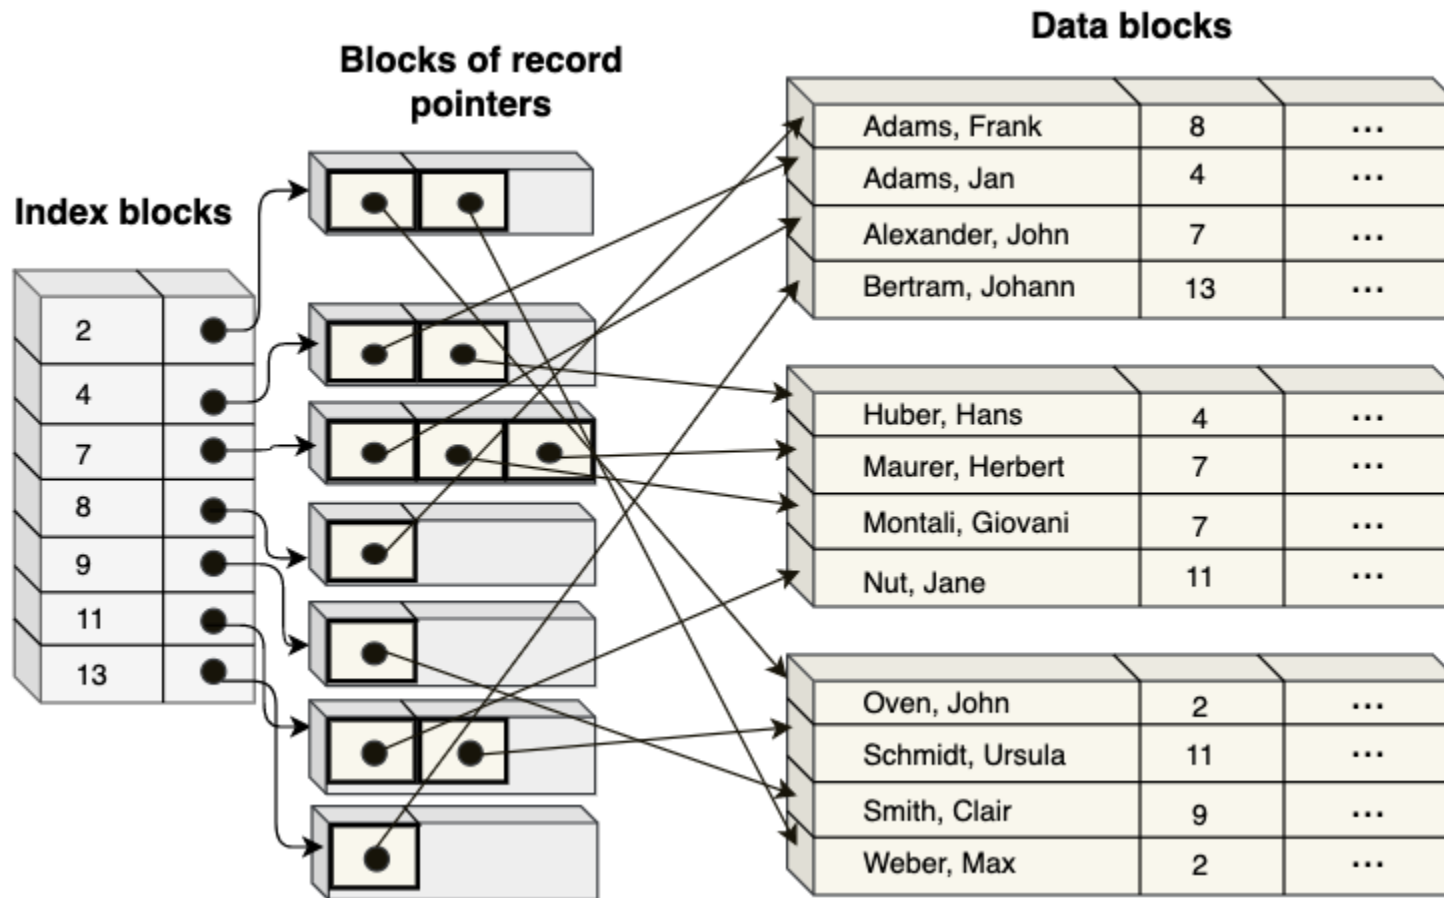 Data blocks
Blocks of record
pointers
Index blocks
2
4
7
8
9
11
13
Adams, Frank 8 ...
Adams, Jan 4 ...
Alexander, John 7 ...
Bertram, Johann 13 ...
Huber, Hans 4 ...
Maurer, Herbert 7 ...
Montali, Giovani 7 ...
Nut, Jane 11 ...
Oven, John 2 ...
Schmidt, Ursula 11 ...
Smith, Clair 9 ...
Weber, Max 2 ...